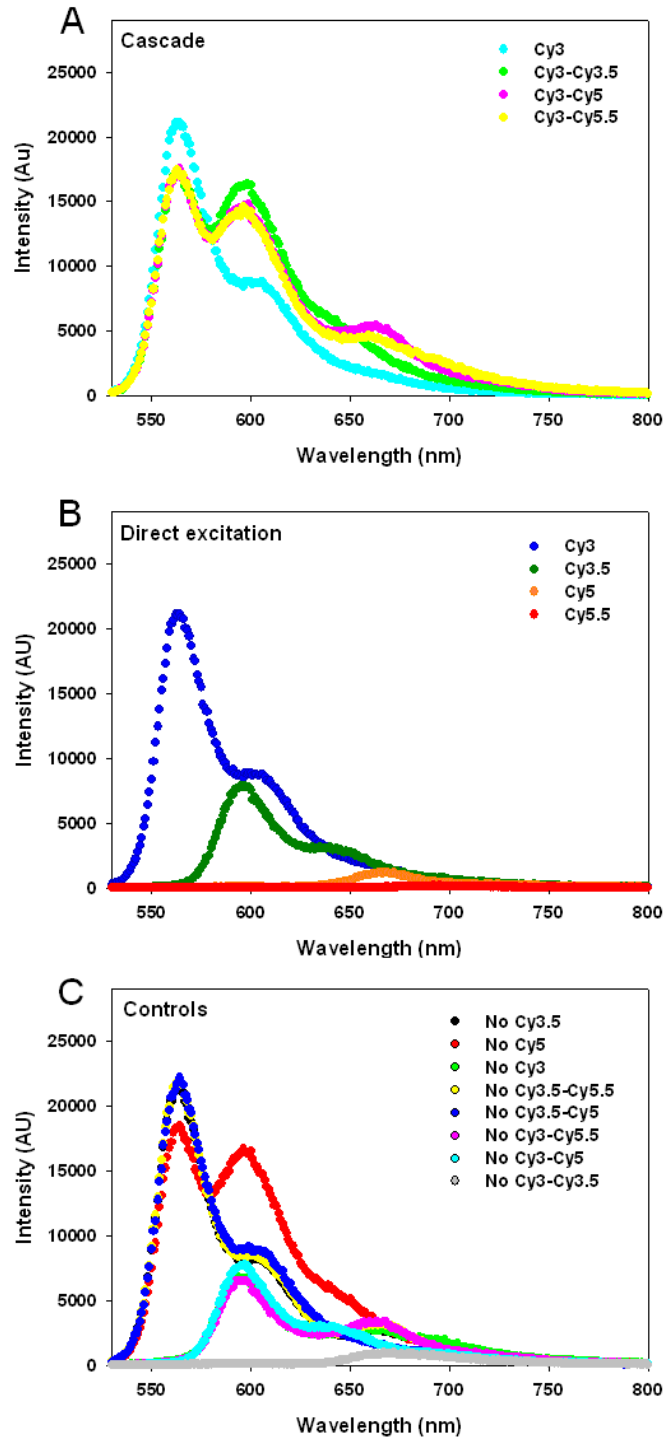 A
Cascade
Cy3
Cy3-Cy3.5
Cy3-Cy5
Cy3-Cy5.5
Intensity (Au)
25000
20000
15000
10000
5000
0
550 600 650 700 750 800
Wavelength (nm)
B
Direct excitation
Cy3
Cy3.5
Cy5
Cy5.5
Intensity (AU)
25000
20000
15000
10000
5000
0
550 600 650 700 750 800
Wavelength (nm)
C
Controls
No Cy3.5
No Cy5
No Cy3
No Cy3.5-Cy5.5
No Cy3.5-Cy5
No Cy3-Cy5.5
No Cy3-Cy5
No Cy3-Cy3.5
Intensity (AU)
25000
20000
15000
10000
5000
0
550 600 650 700 750 800
Wavelength (nm)